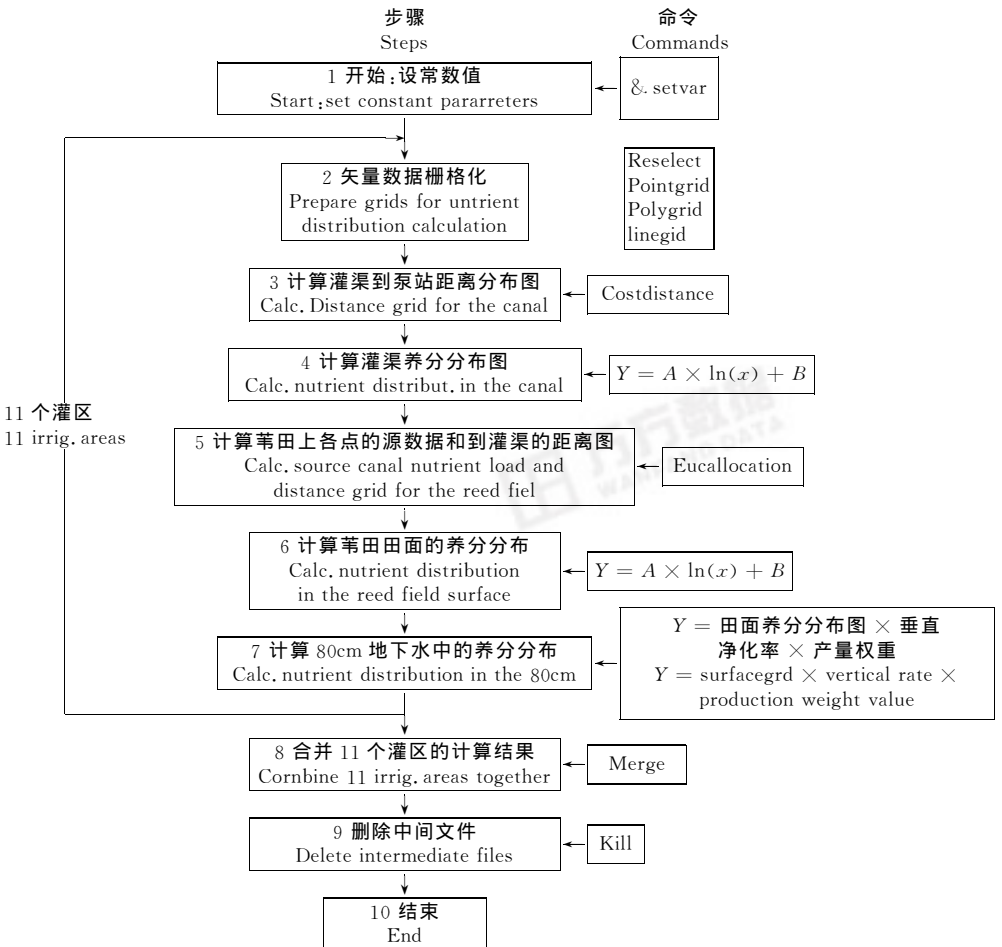 步骤
Steps
命令
Commands
1 开始:设常数值
Start:set constant pararreters
&.setvar
2 矢量数据栅格化
Prepare grids for untrient
distribution calculation
Reselect
Pointgrid
Polygrid
linegid
3 计算灌渠到泵站距离分布图
Calc.Distance grid for the canal
Costdistance
4 计算灌渠养分分布图
Calc.nutrient distribut.in the canal
Y = A × ln(x) + B
11 个灌区
11 irrig.areas
5 计算苇田上各点的源数据和到灌渠的距离图
Calc.source canal nutrient load and
distance grid for the reed fiel
Eucallocation
6 计算苇田田面的养分分布
Calc.nutrient distribution
in the reed field surface
Y = A × ln(x) + B
7 计算 80cm 地下水中的养分分布
Calc.nutrient distribution in the 80cm
Y = 田面养分分布图 × 垂直
净化率 × 产量权重
Y = surfacegrd × vertical rate ×
production weight value
8 合并 11 个灌区的计算结果
Cornbine 11 irrig.areas together
Merge
9 删除中间文件
Delete intermediate files
Kill
10 结束
End
万方数据
WANFANG DATA